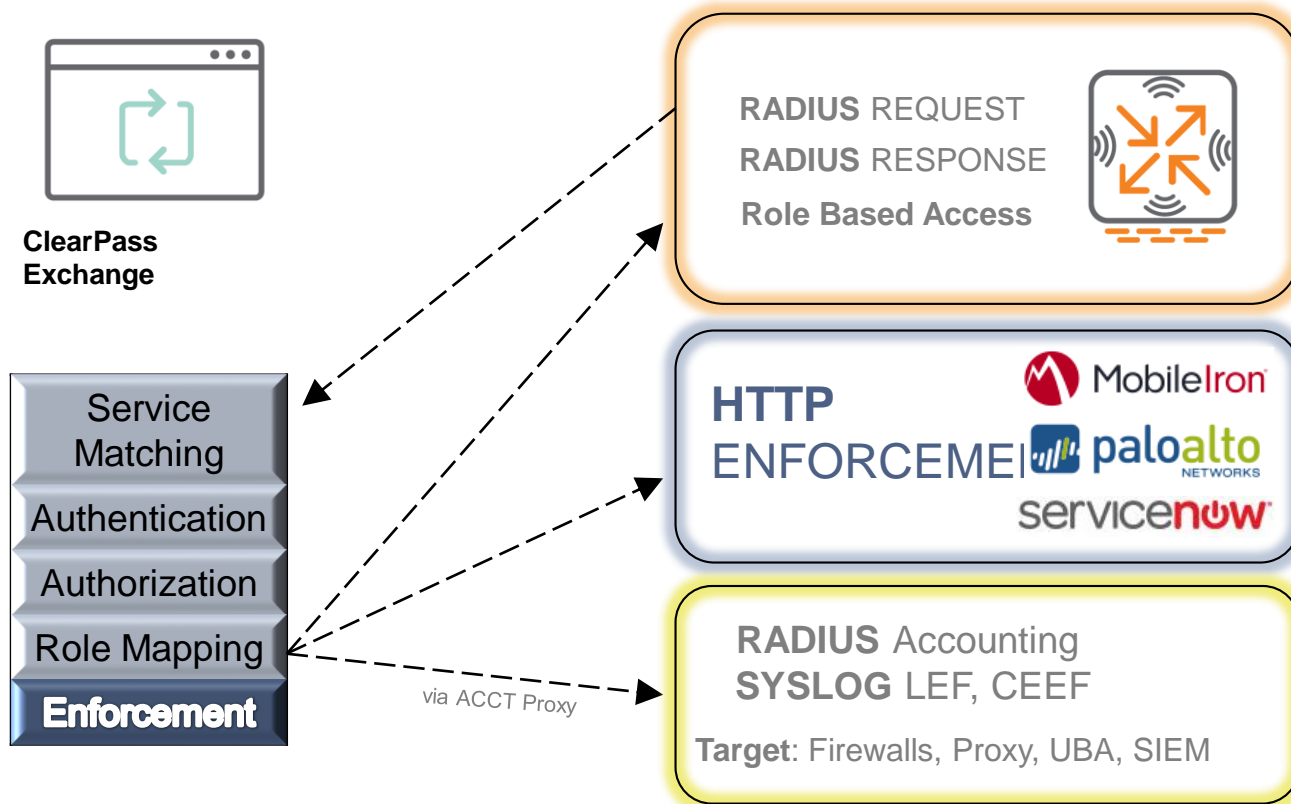 ClearPass
Exchange
Service
Matching
Authentication
Authorization
Role Mapping
Enforcement
via ACCT Proxy
RADIUS REQUEST
RADIUS RESPONSE
Role Based Access
HTTP
ENFORCEME
MobileIron
paloalto
NETWORKS
servicenow
RADIUS Accounting
SYSLOG LEF, CEEF
Target: Firewalls, Proxy, UBA, SIEM